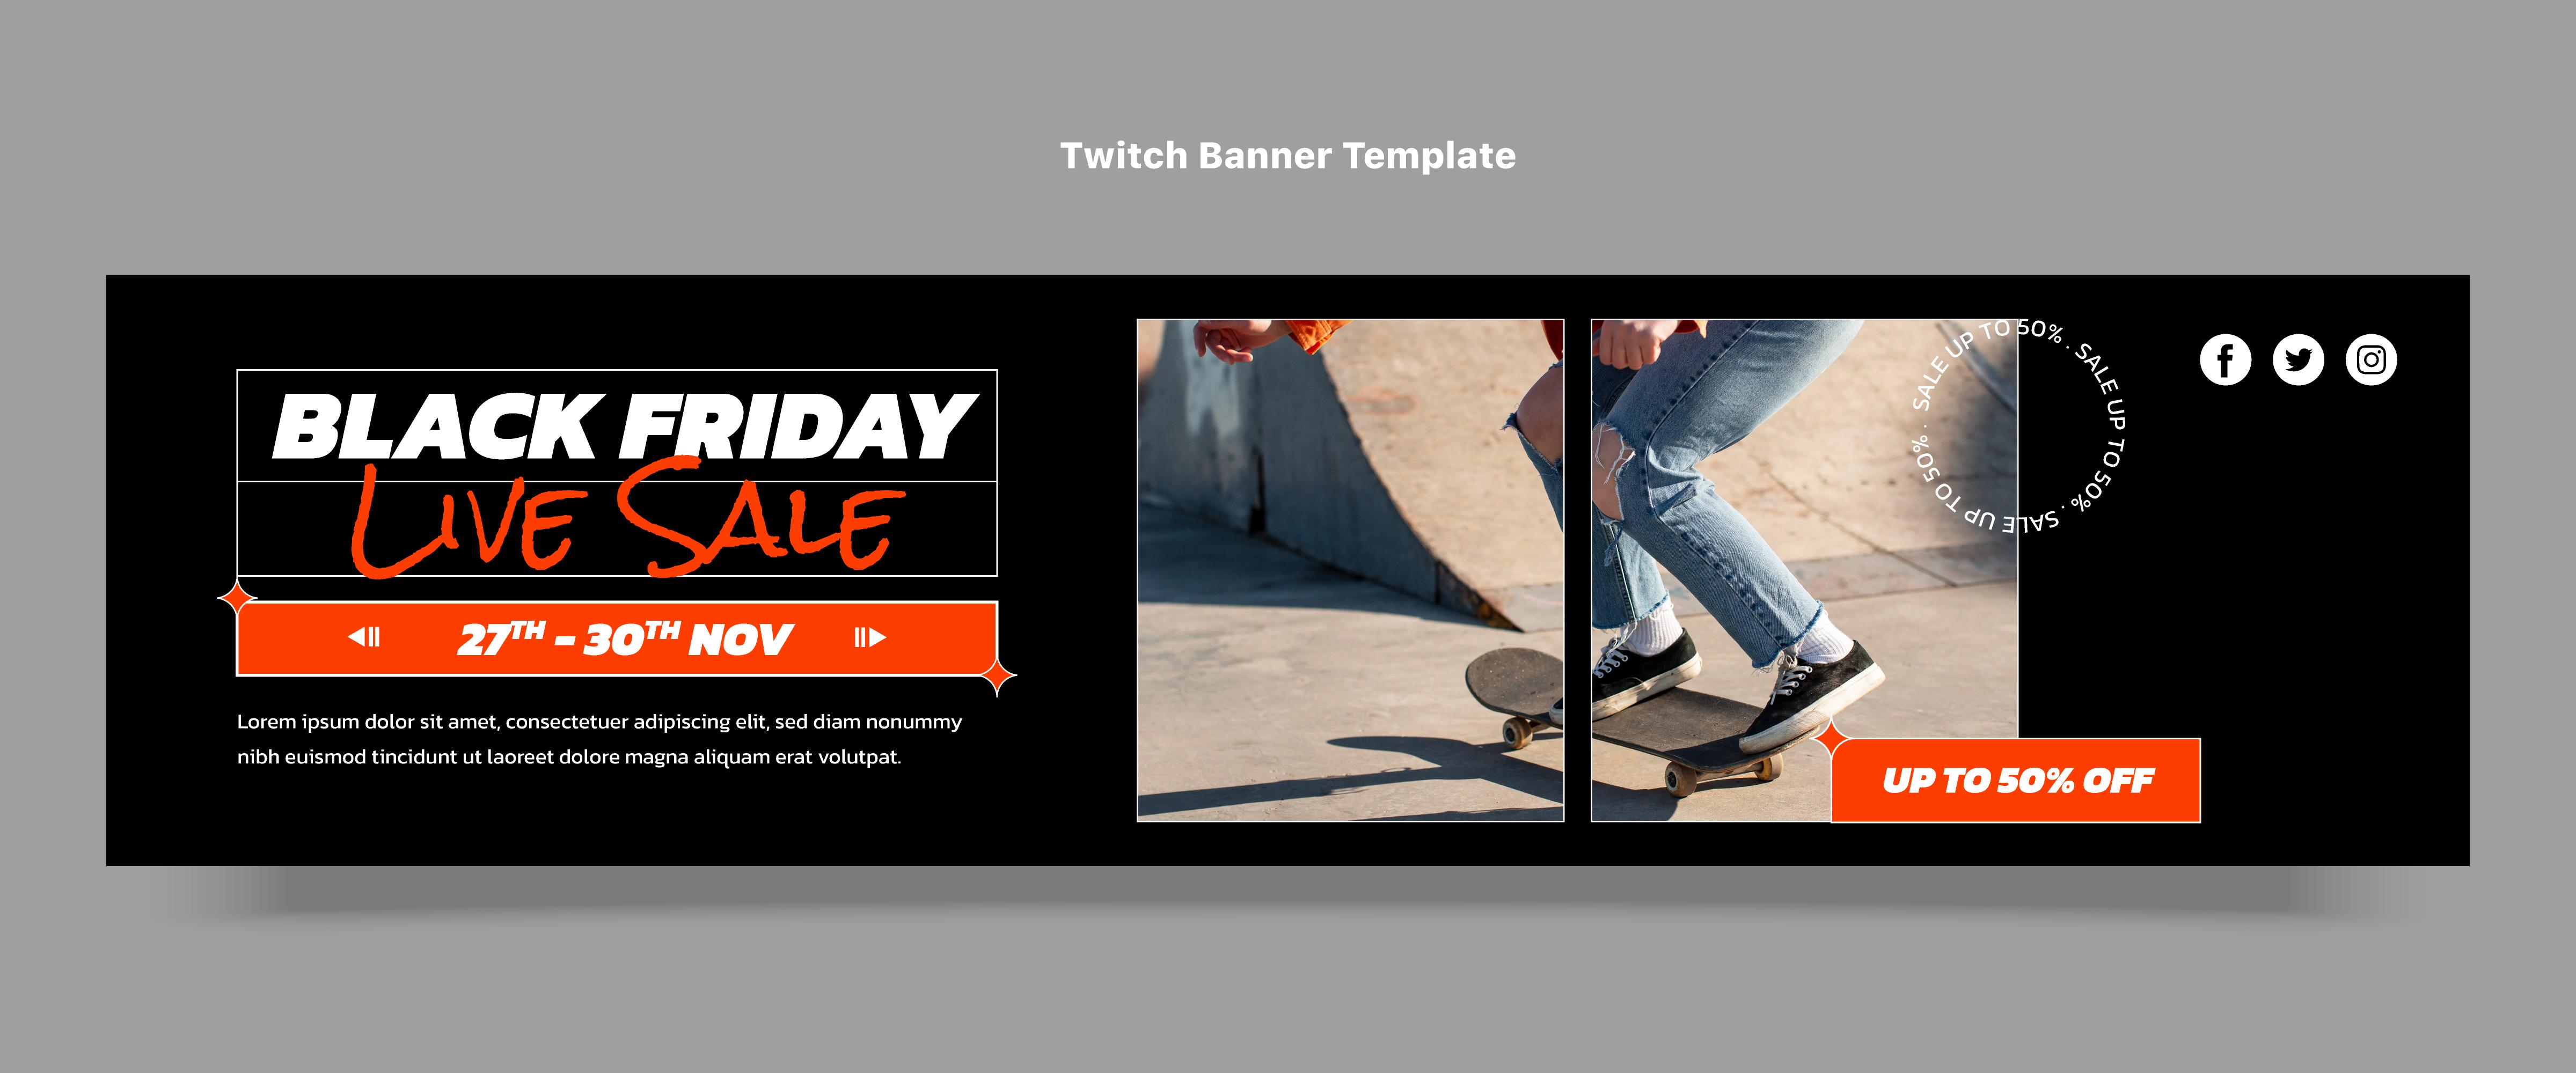 Twitch Banner Template
BLACK FRIDAY
LIVE SALE
27TH - 30TH NOV
Lorem ipsum dolor sit amet, consectetuer adipiscing elit, sed diam nonummy
nibh euismod tincidunt ut laoreet dolore magna aliquam erat volutpat.
SALE UP TO 50% . SALE UP TO 50% . SALE UP TO 50% .
UP TO 50% OFF